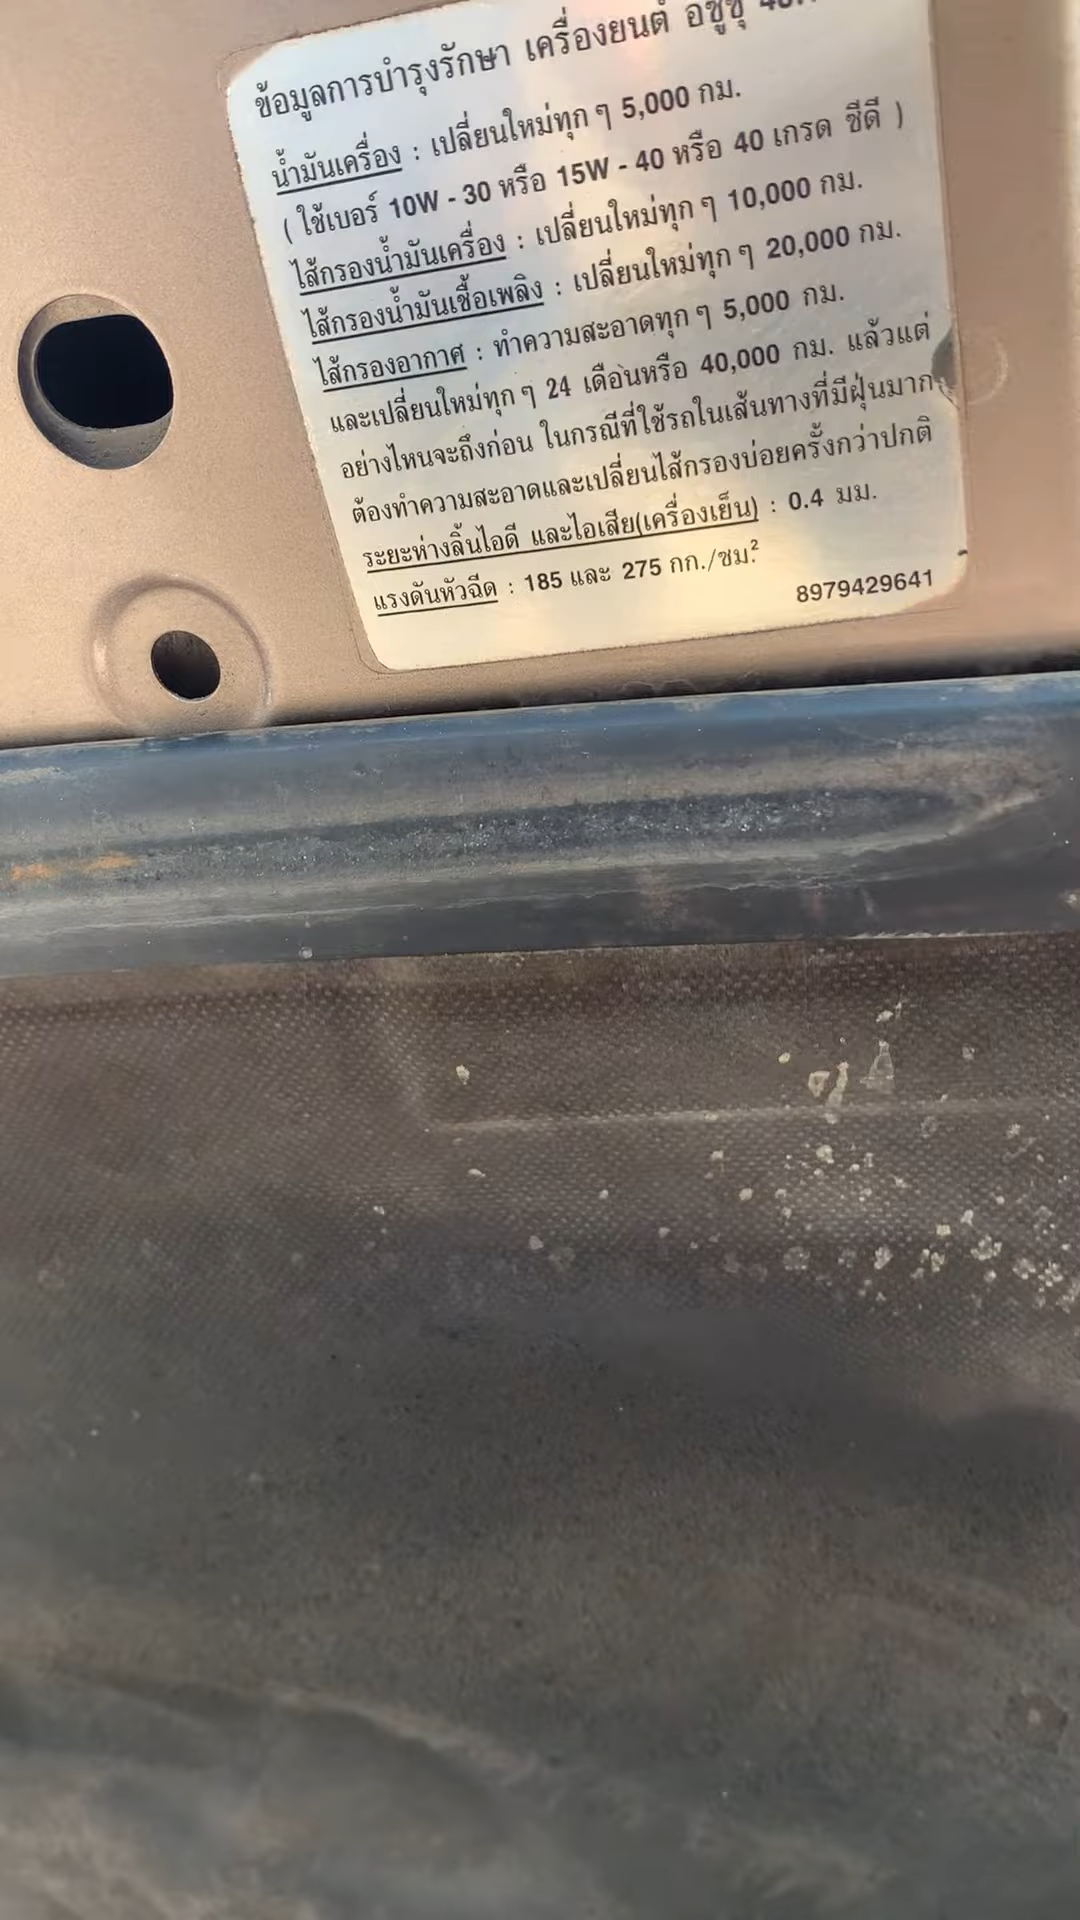 ข้อมูลการบำรุงรักษา เครื่องยนต์ อีซูซุ
น้ำมันเครื่อง : เปลี่ยนใหม่ทุก ๆ 5,000 กม.
( ใช้เบอร์ 10W - 30 หรือ 15W - 40 หรือ 40 เกรด ซีดี )
ไส้กรองน้ำมันเครื่อง : เปลี่ยนใหม่ทุก ๆ 10,000 กม.
ไส้กรองน้ำมันเชื้อเพลิง : เปลี่ยนใหม่ทุก ๆ 20,000 กม.
ไส้กรองอากาศ : ทำความสะอาดทุก ๆ 5,000 กม.
และเปลี่ยนใหม่ทุก ๆ 24 เดือนหรือ 40,000 กม. แล้วแต่
อย่างไหนจะถึงก่อน ในกรณีที่ใช้รถในเส้นทางที่มีฝุ่นมาก
ต้องทำความสะอาดและเปลี่ยนไส้กรองบ่อยครั้งกว่าปกติ
ระยะห่างลิ้นไอดี และไอเสีย(เครื่องเย็น) : 0.4 มม.
แรงดันหัวฉีด : 185 และ 275 กก./ซม.²
8979429641